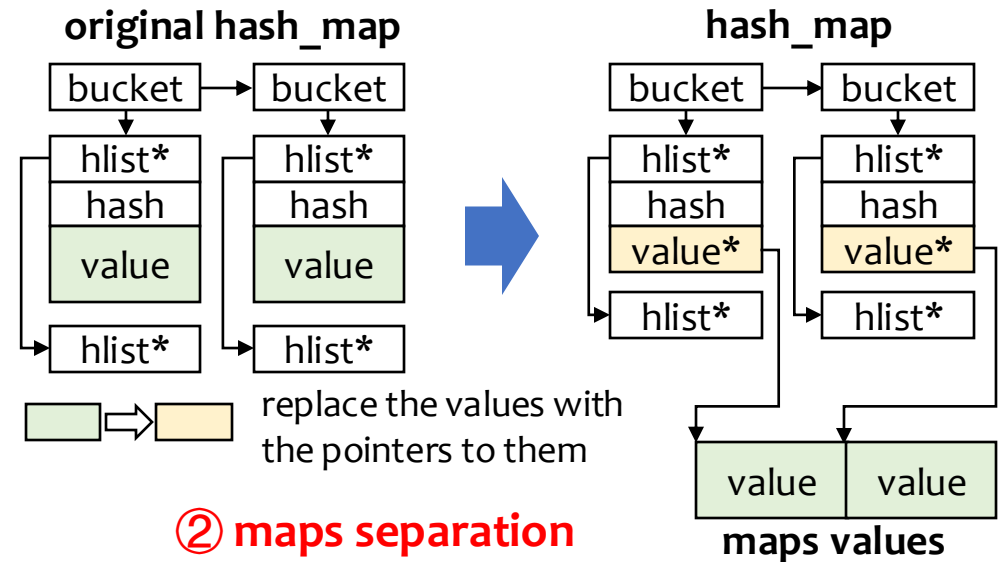 original hash_map
bucket
bucket
hlist*
hash
value
hlist*
hlist*
hash
value
hlist*
replace the values with
the pointers to them
② maps separation
hash_map
bucket
bucket
hlist*
hash
value*
hlist*
hlist*
hash
value*
hlist*
value
value
maps values